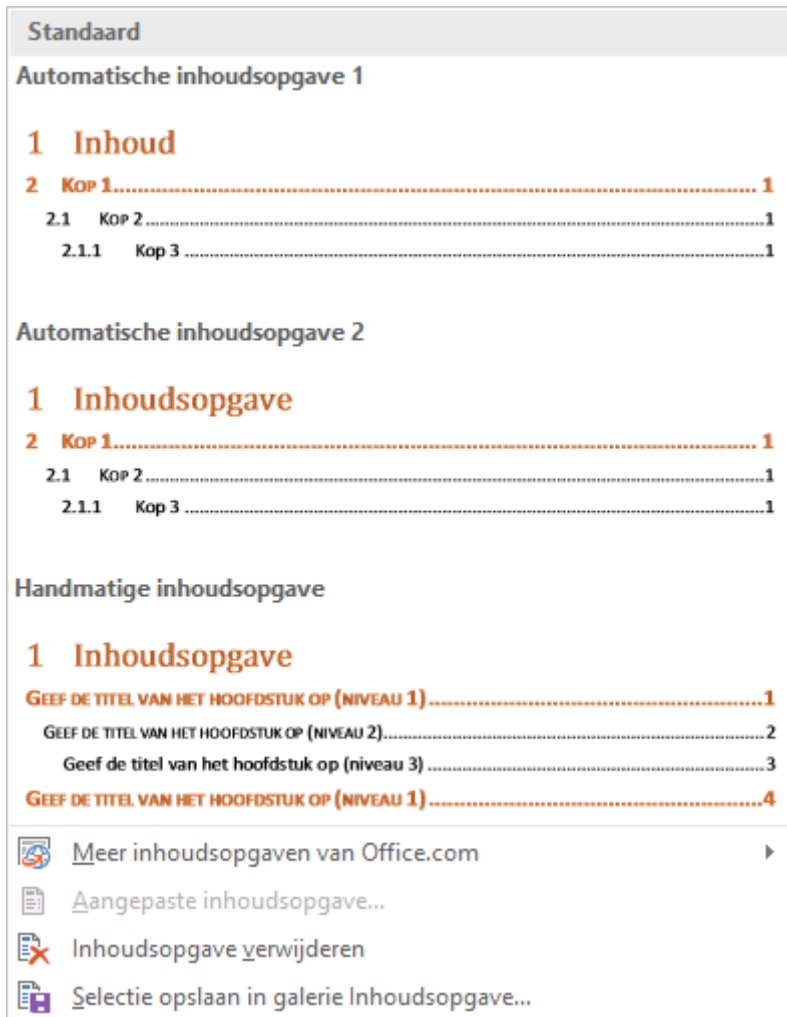 Standaard
Automatische inhoudsopgave 1
1 Inhoud
2 Kop 1.......... 1
2.1 Kop 2..........1
2.1.1 Kop 3..........1
Automatische inhoudsopgave 2
1 Inhoudsopgave
2 Kop 1.......... 1
2.1 Kop 2..........1
2.1.1 Kop 3..........1
Handmatige inhoudsopgave
1 Inhoudsopgave
Geef de titel van het hoofdstuk op (niveau 1)..........1
Geef de titel van het hoofdstuk op (niveau 2)..........2
Geef de titel van het hoofdstuk op (niveau 3)..........3
Geef de titel van het hoofdstuk op (niveau 1)..........4
Meer inhoudsopgaven van Office.com
Aangepaste inhoudsopgave...
Inhoudsopgave verwijderen
Selectie opslaan in galerie Inhoudsopgave...